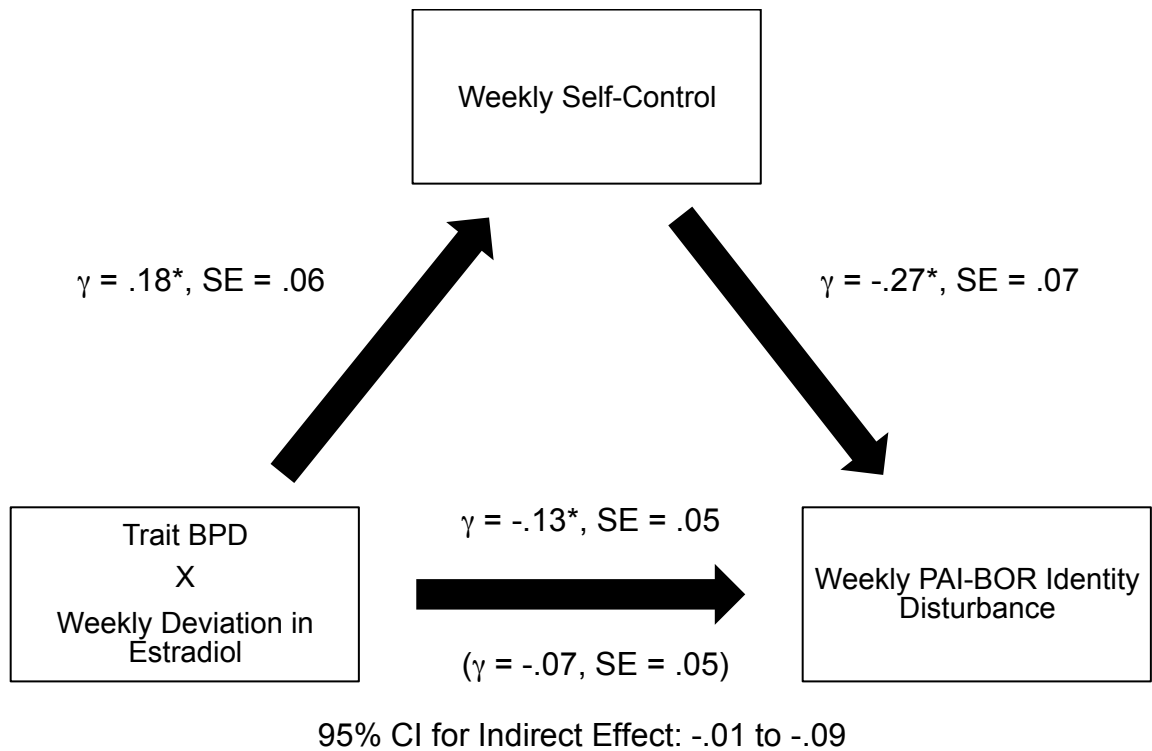 Weekly Self-Control
γ = .18*, SE = .06
γ = -.27*, SE = .07
Trait BPD
X
Weekly Deviation in
Estradiol
γ = -.13*, SE = .05
(γ = -.07, SE = .05)
Weekly PAI-BOR Identity
Disturbance
95% CI for Indirect Effect: -.01 to -.09